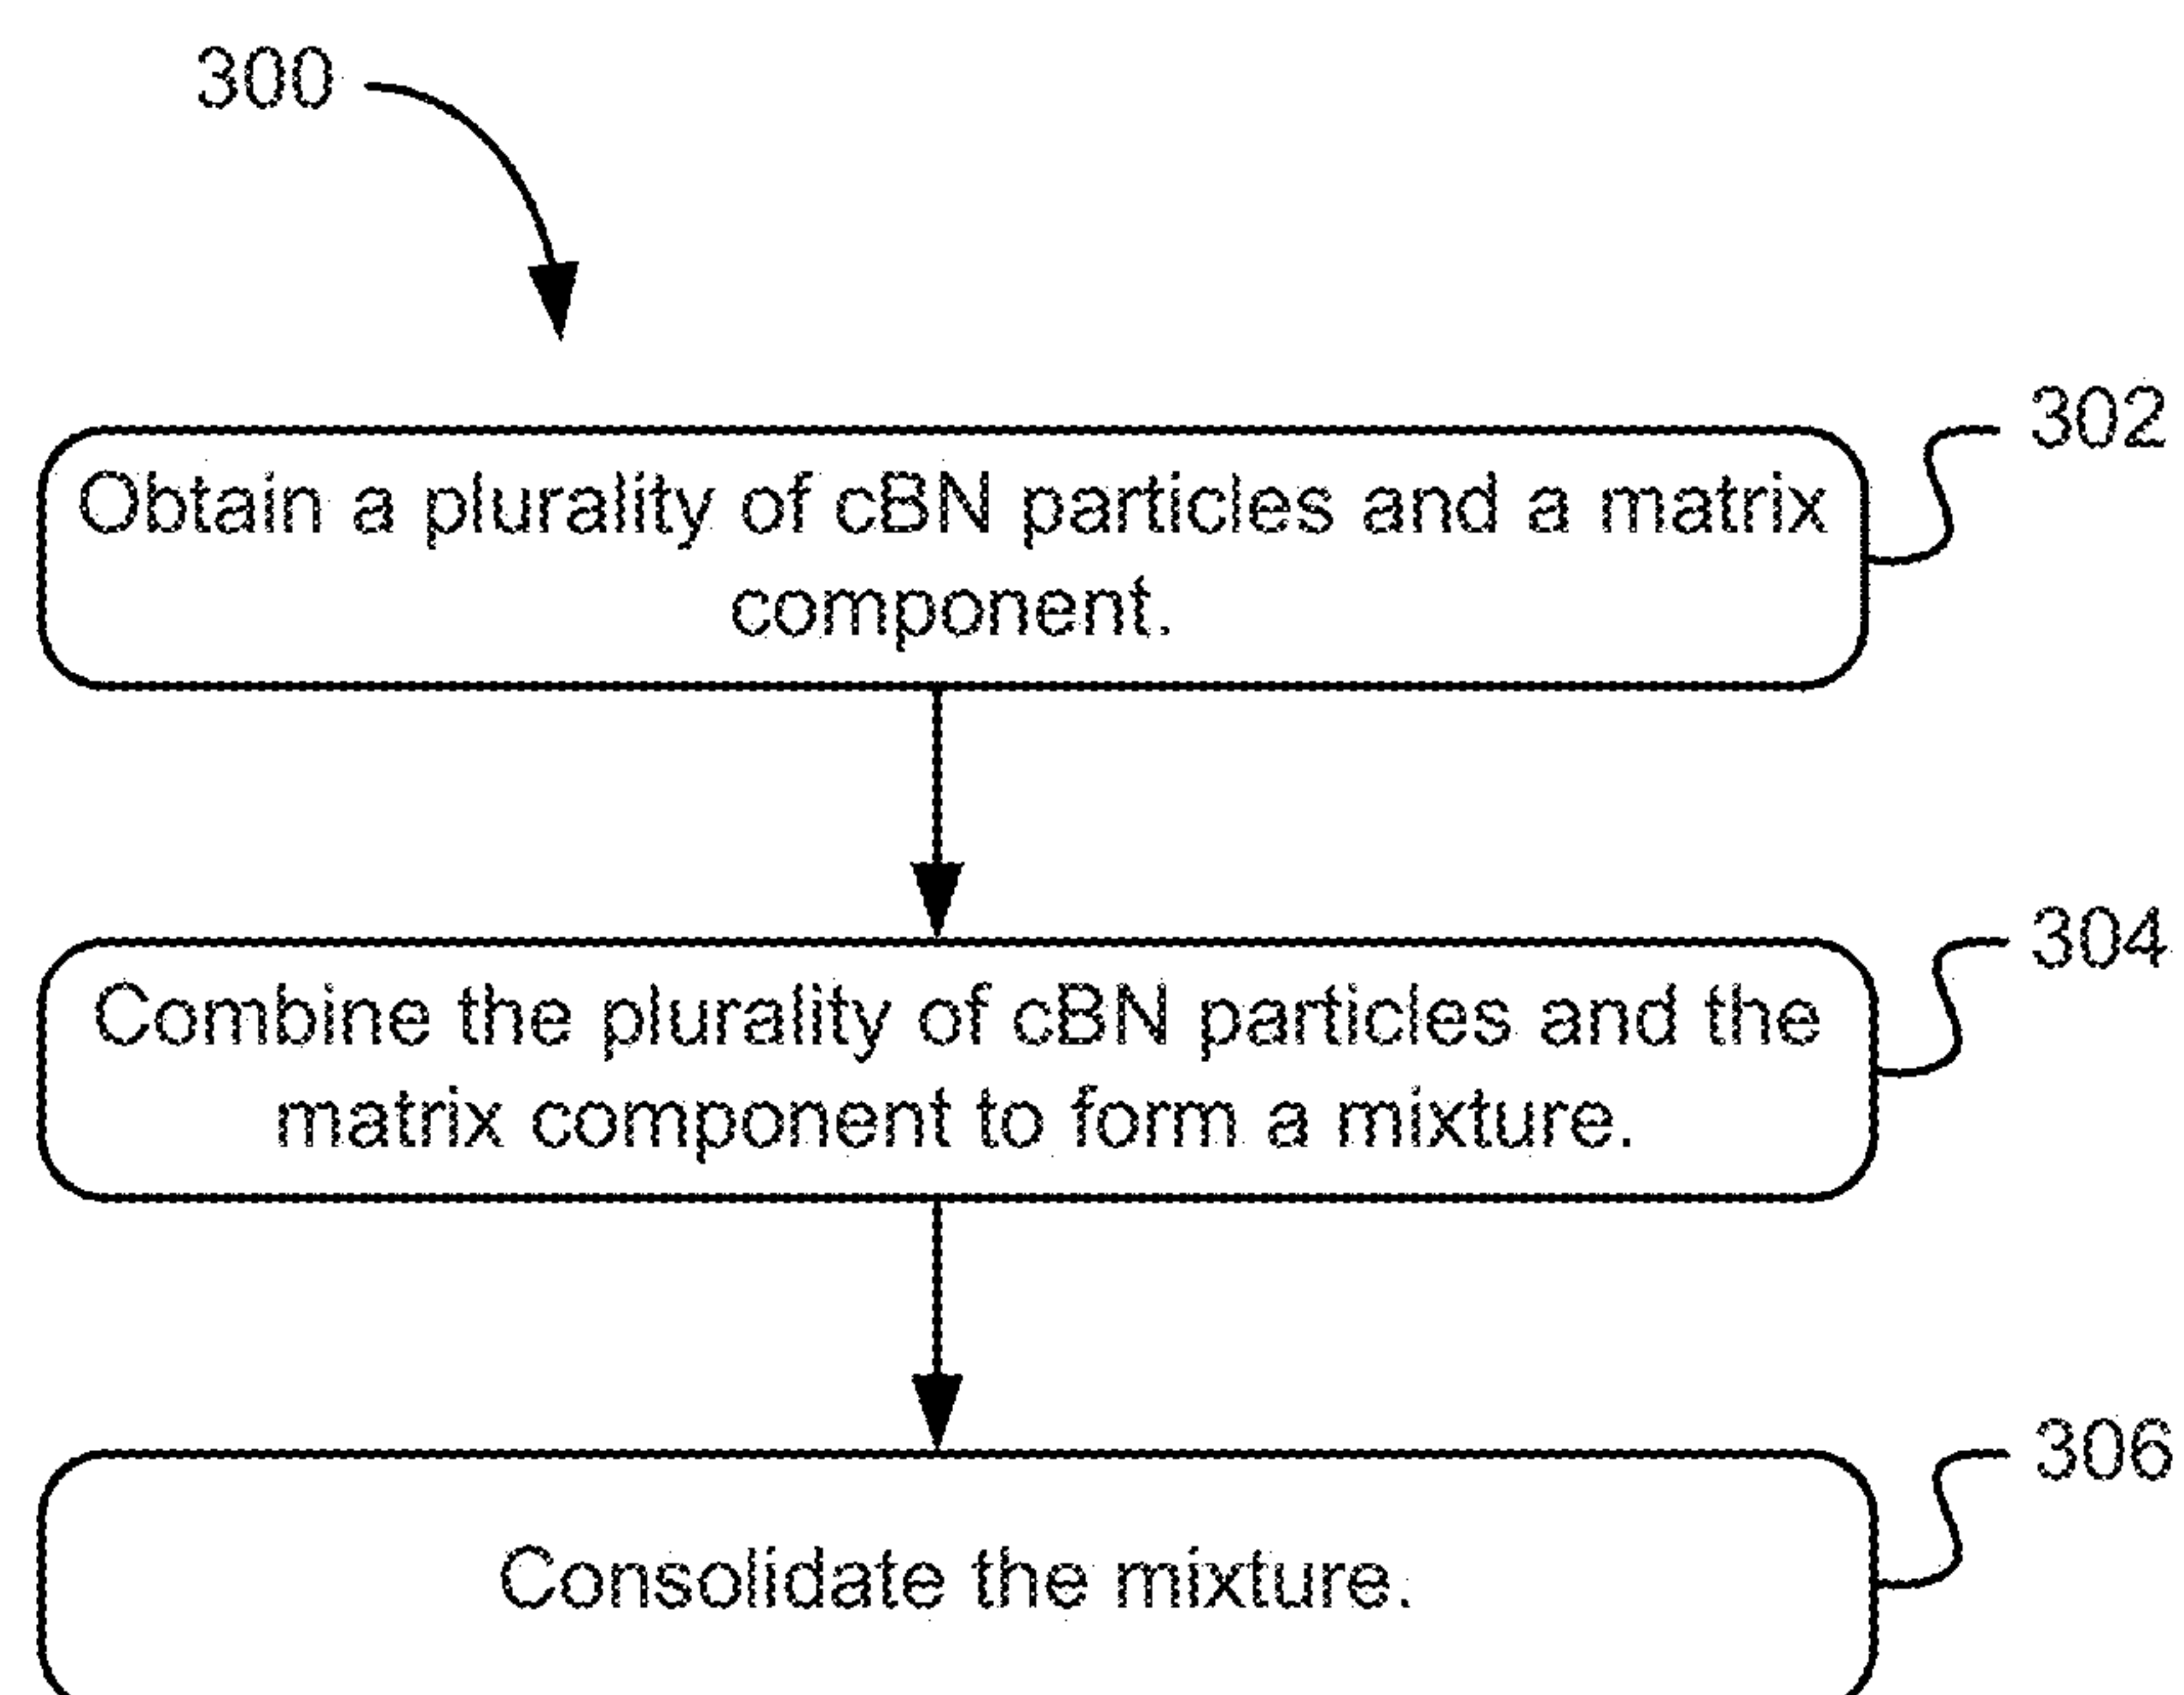 300
302
Obtain a plurality of cBN particles and a matrix
component.
304
Combine the plurality of cBN particles and the
matrix component to form a mixture.
306
Consolidate the mixture.